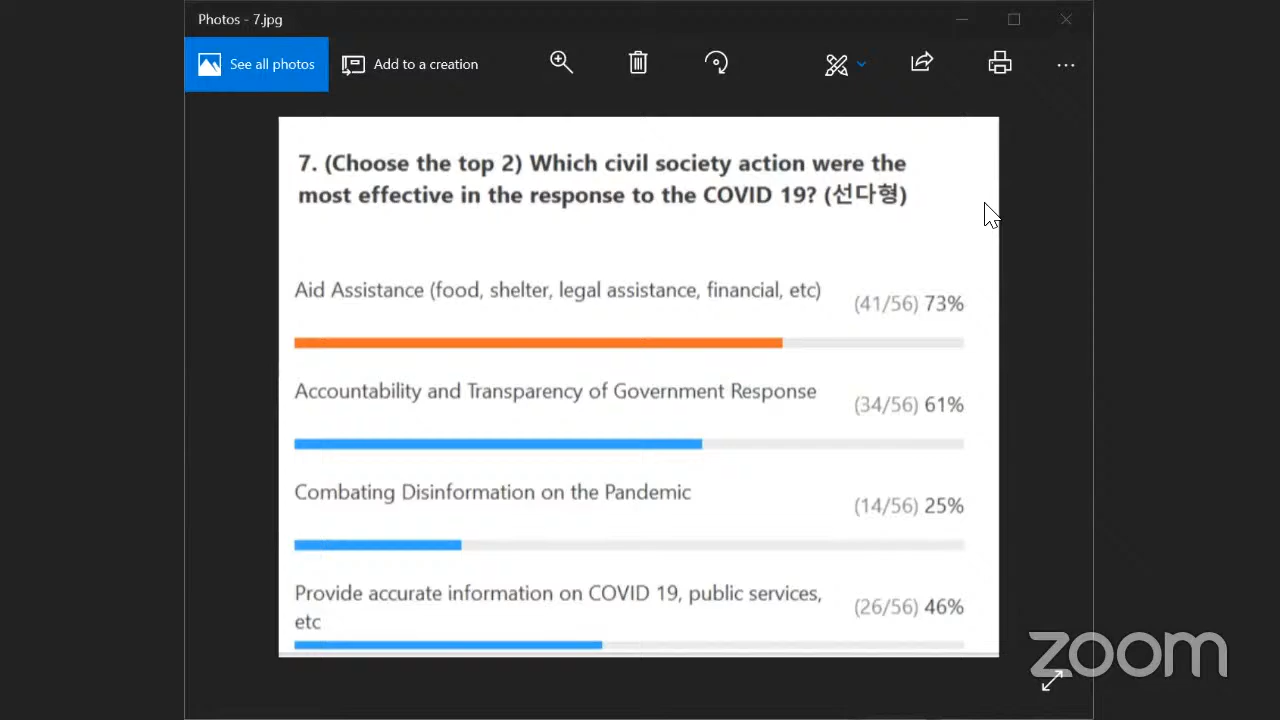 Photos - 7.jpg
See all photos
Add to a creation
7. (Choose the top 2) Which civil society action were the
most effective in the response to the COVID 19? (선다형)
Aid Assistance (food, shelter, legal assistance, financial, etc)
(41/56) 73%
Accountability and Transparency of Government Response
(34/56) 61%
Combating Disinformation on the Pandemic
(14/56) 25%
Provide accurate information on COVID 19, public services,
etc
(26/56) 46%
zoom